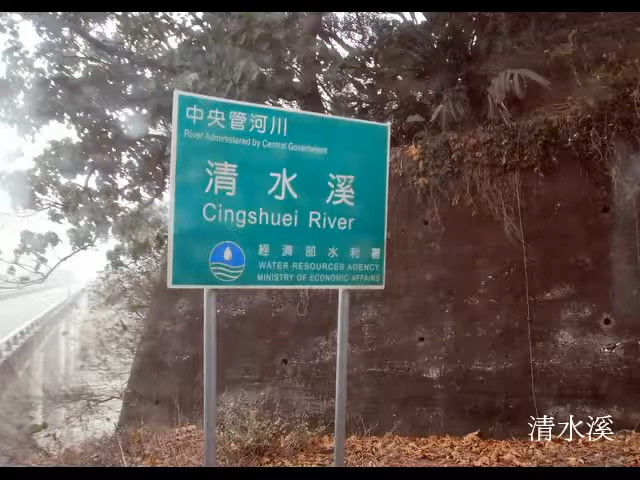 中央管河川
River Administered by Central Government
清水溪
Cingshuei River
經濟部水利署
WATER RESOURCES AGENCY
MINISTRY OF ECONOMIC AFFAIRS
清水溪